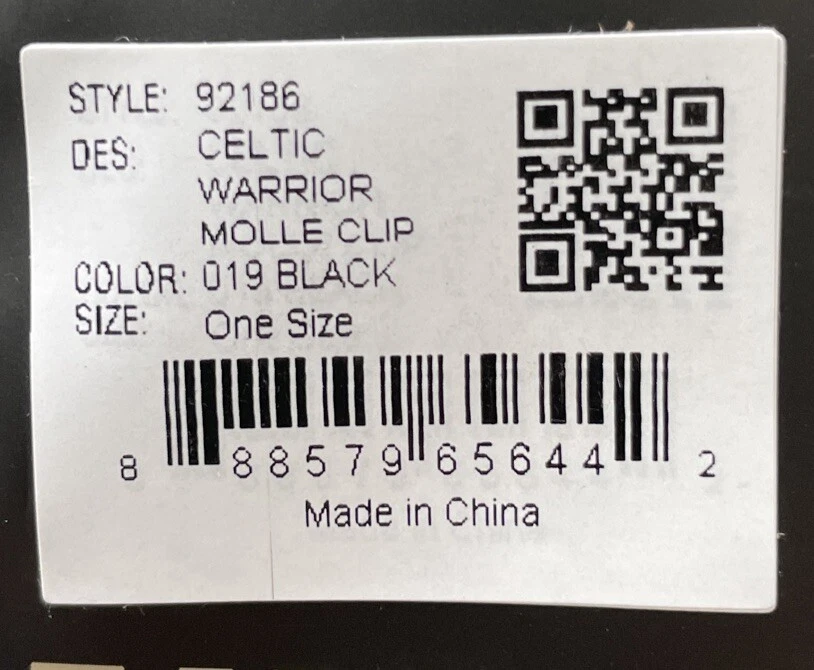 STYLE: 92186
DES: CELTIC
WARRIOR
MOLLE CLIP
COLOR: 019 BLACK
SIZE: One Size
8 88579 65644 2
Made in China